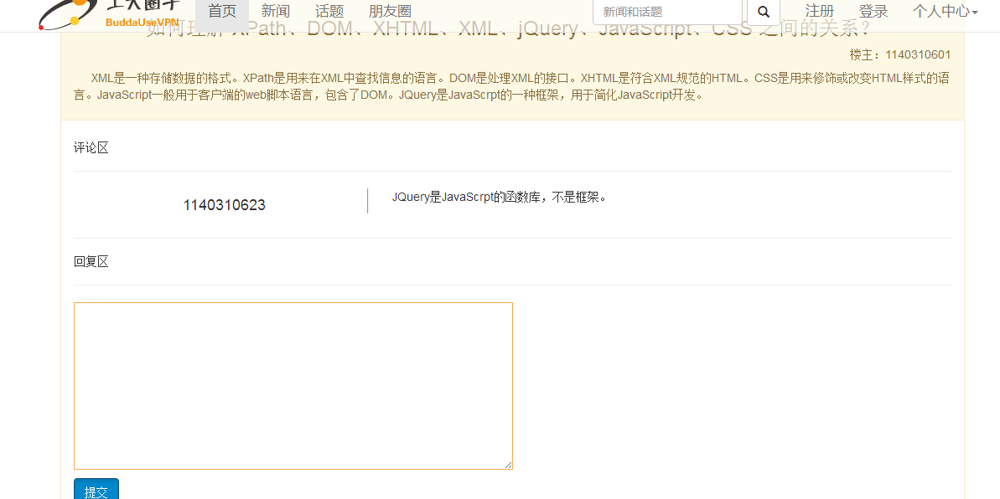 工大圈子
BuddaUseVPN
首页 新闻 话题 朋友圈 新闻和话题 注册 登录 个人中心
如何理解 XPath、DOM、XHTML、XML、jQuery、JavaScript、CSS 之间的关系？
楼主：1140310601
XML是一种存储数据的格式。XPath是用来在XML中查找信息的语言。DOM是处理XML的接口。XHTML是符合XML规范的HTML。CSS是用来修饰或改变HTML样式的语
言。JavaScript一般用于客户端的web脚本语言，包含了DOM。JQuery是JavaScrpt的一种框架，用于简化JavaScript开发。
评论区
1140310623
JQuery是JavaScrpt的函数库，不是框架。
回复区
提交